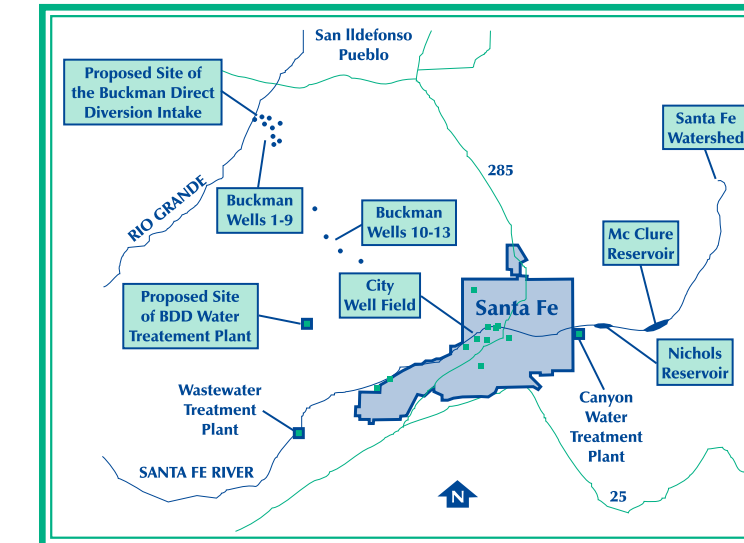 San Ildefonso
Pueblo
Proposed Site of
the Buckman Direct
Diversion Intake
Santa Fe
Watershed
285
RIO GRANDE
Buckman
Wells 1-9
Buckman
Wells 10-13
Mc Clure
Reservoir
City
Well Field
Proposed Site
of BDD Water
Treatement Plant
Santa Fe
Nichols
Reservoir
Wastewater
Treatment
Plant
Canyon
Water
Treatment
Plant
SANTA FE RIVER
N
25